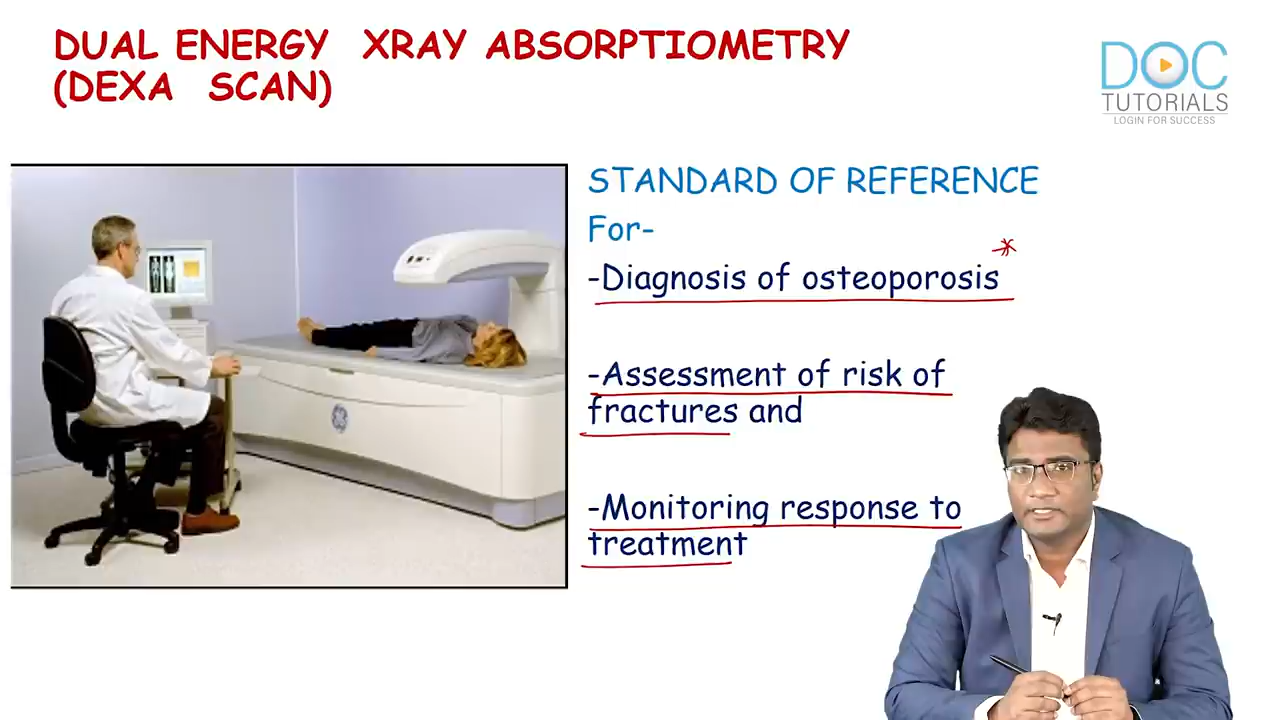 DUAL ENERGY XRAY ABSORPTIOMETRY
(DEXA SCAN)
DOC
TUTORIALS
LOGIN FOR SUCCESS
STANDARD OF REFERENCE
For-
-Diagnosis of osteoporosis
-Assessment of risk of
fractures and
-Monitoring response to
treatment